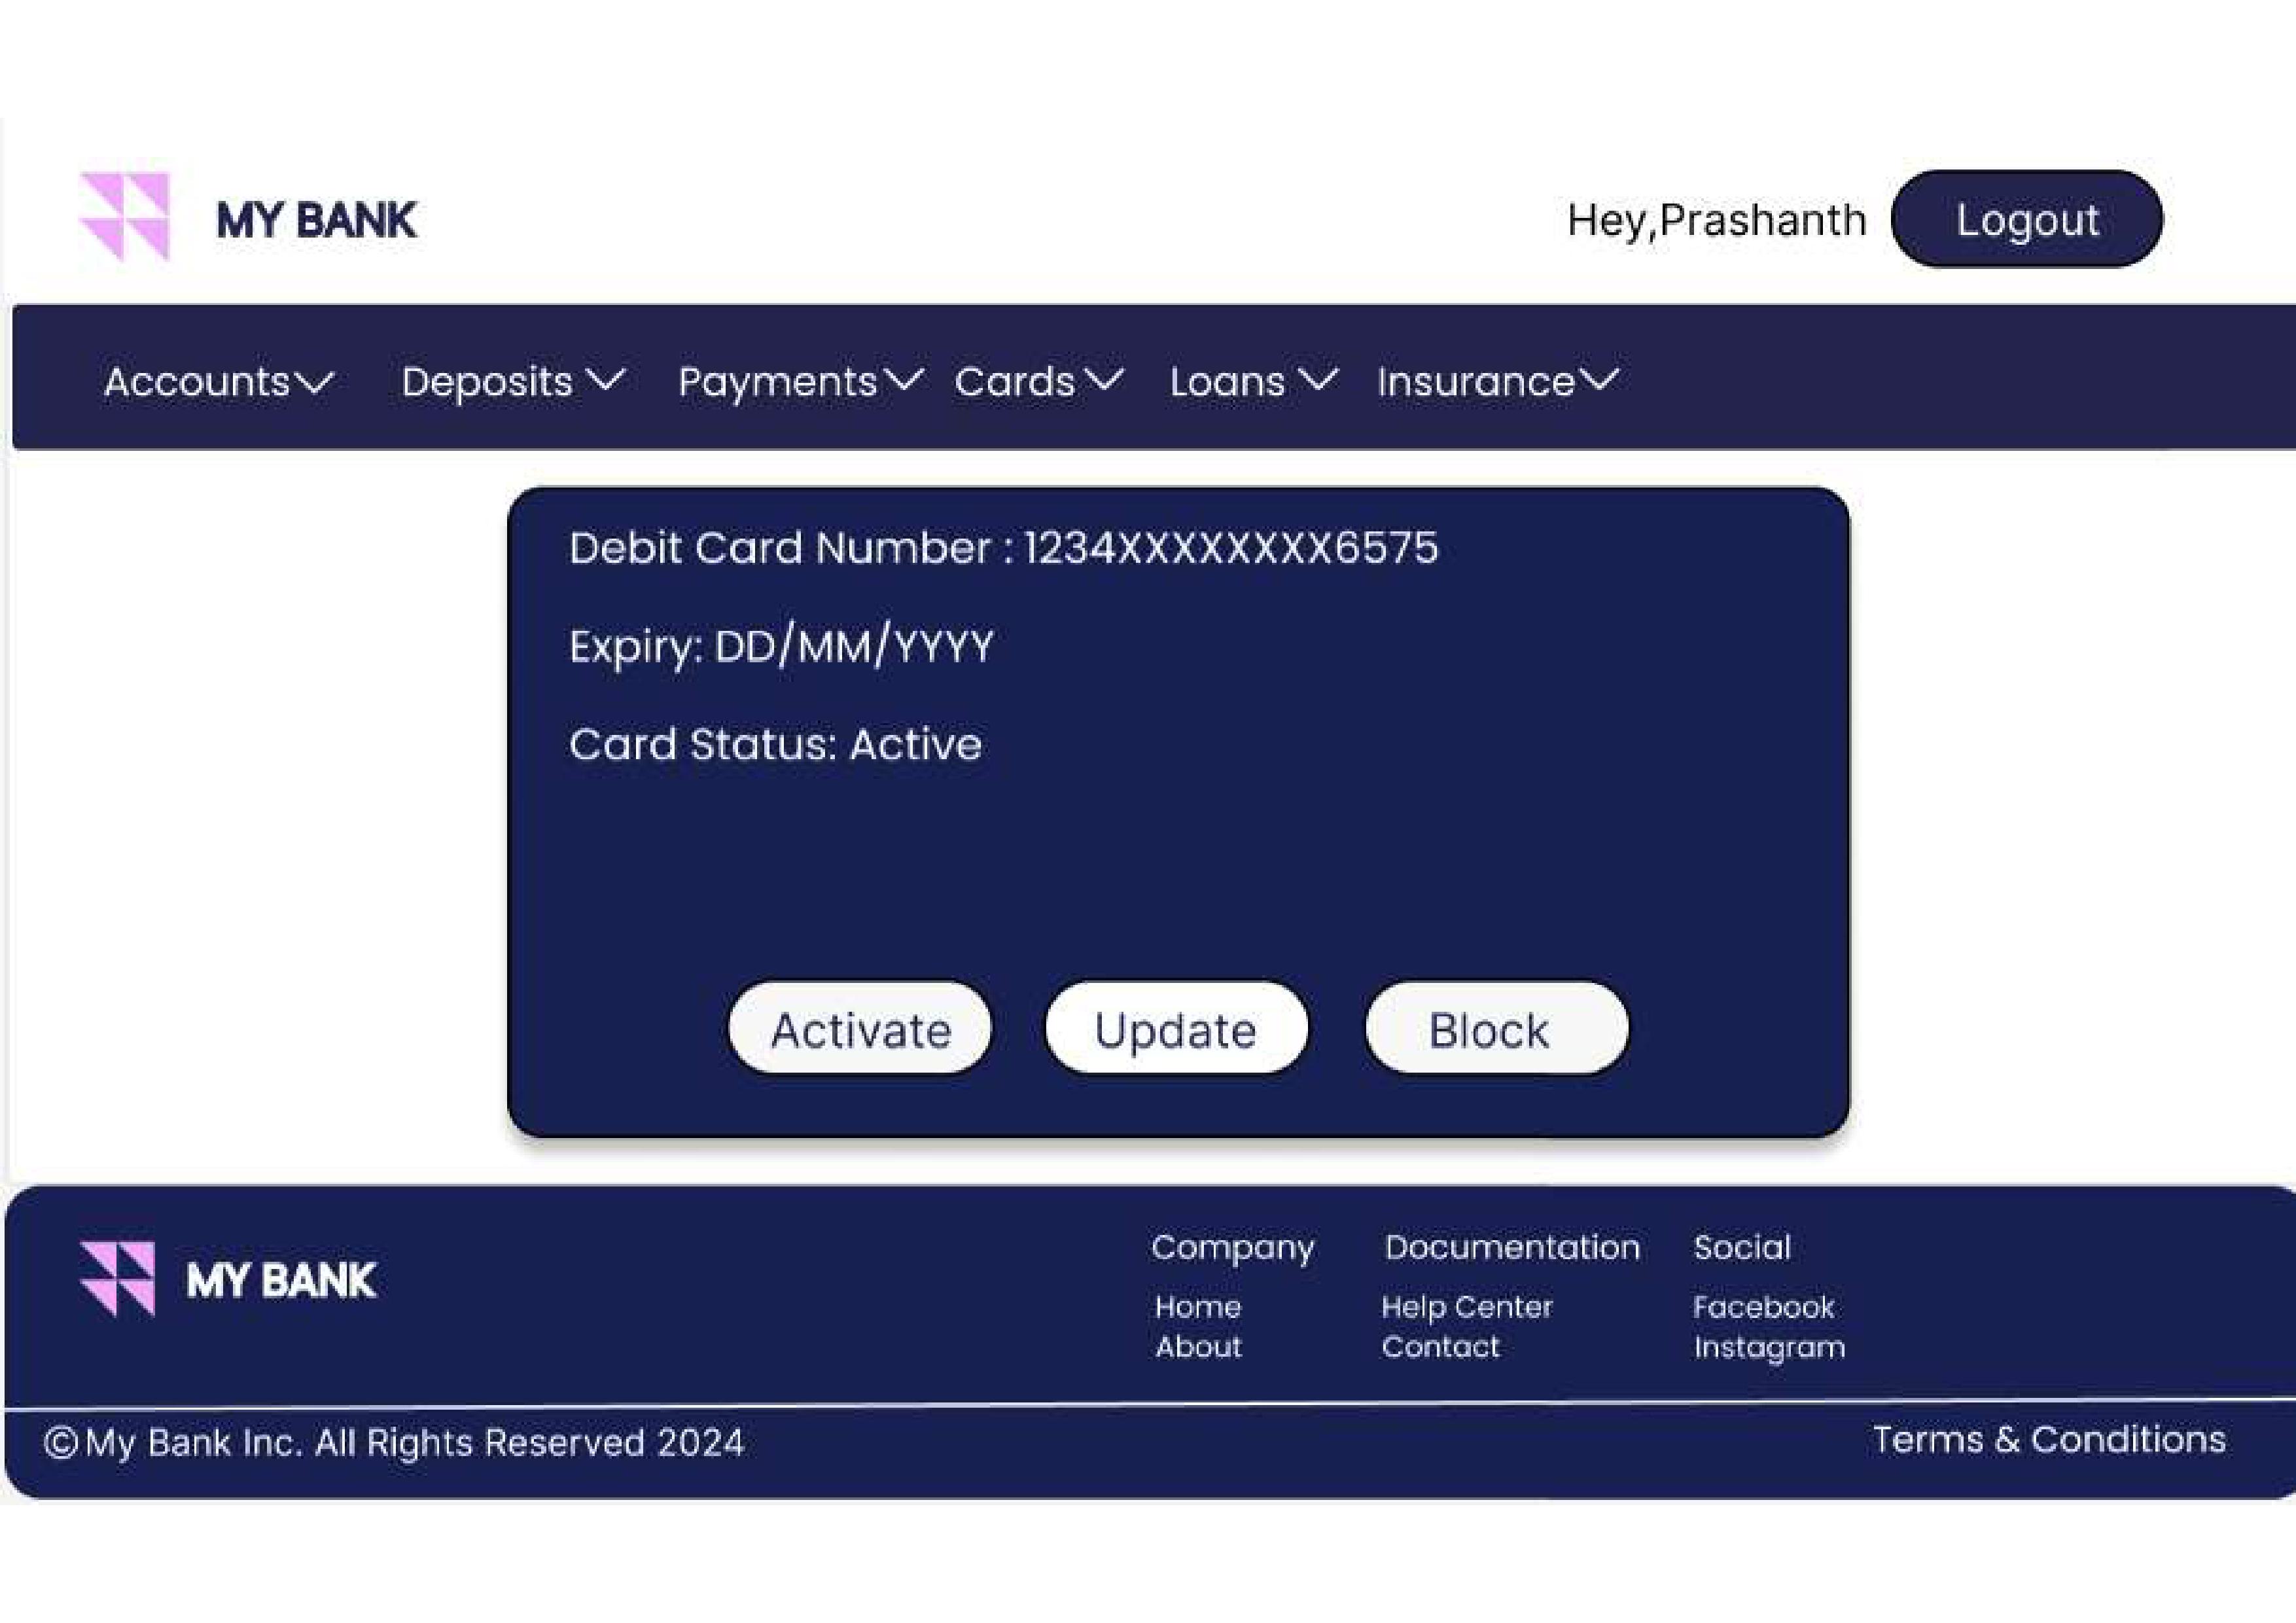 MY BANK
Hey,Prashanth
Logout
Accounts Deposits Payments Cards Loans Insurance
Debit Card Number : 1234XXXXXXXX6575
Expiry: DD/MM/YYYY
Card Status: Active
Activate Update Block
MY BANK
Company Documentation Social
Home Help Center Facebook
About Contact Instagram
©My Bank Inc. All Rights Reserved 2024
Terms & Conditions